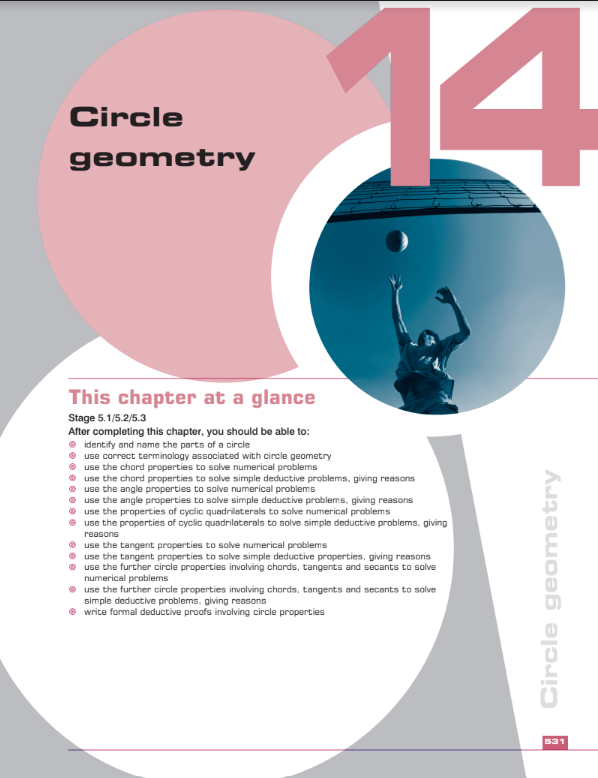 14
Circle
geometry
This chapter at a glance
Stage 5.1/5.2/5.3
After completing this chapter, you should be able to:
identify and name the parts of a circle
use correct terminology associated with circle geometry
use the chord properties to solve numerical problems
use the chord properties to solve simple deductive problems, giving reasons
use the angle properties to solve numerical problems
use the angle properties to solve simple deductive problems, giving reasons
use the properties of cyclic quadrilaterals to solve numerical problems
use the properties of cyclic quadrilaterals to solve simple deductive problems, giving
reasons
use the tangent properties to solve numerical problems
use the tangent properties to solve simple deductive properties, giving reasons
use the further circle properties involving chords, tangents and secants to solve
numerical problems
use the further circle properties involving chords, tangents and secants to solve
simple deductive problems, giving reasons
write formal deductive proofs involving circle properties
Circle geometry
531